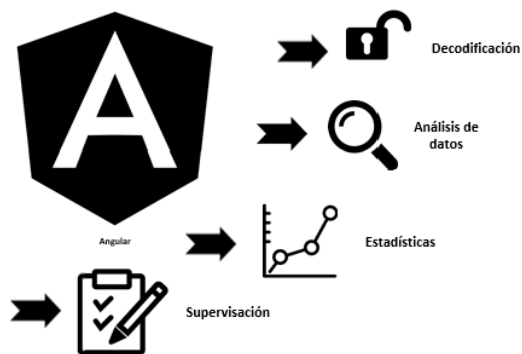 Decodificación
Análisis de
datos
Angular
Estadísticas
Supervisación